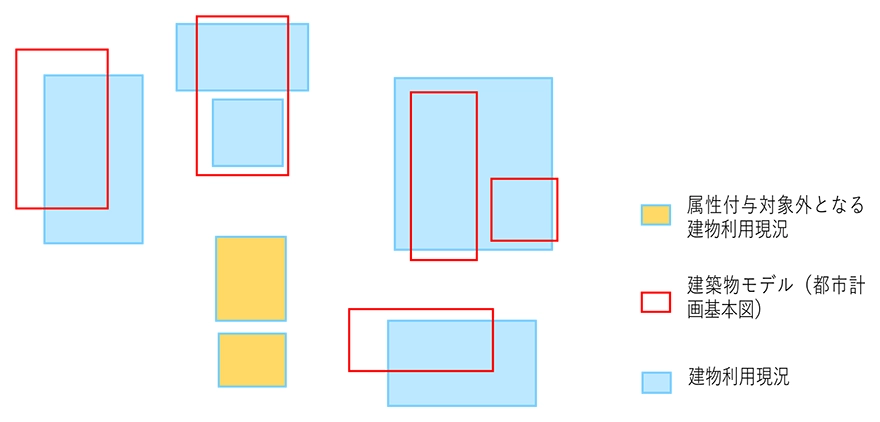 属性付与対象外となる
建物利用現況
建築物モデル（都市計
画基本図）
建物利用現況